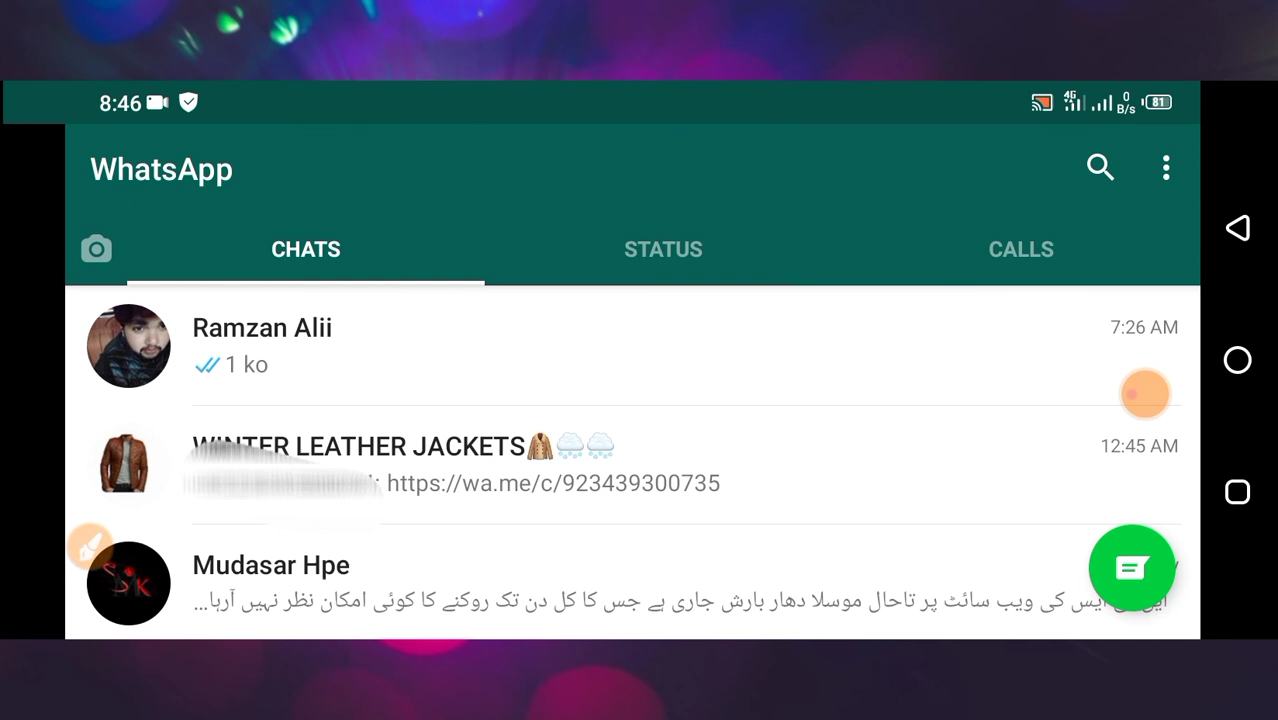 8:46
4G
0
B/s
81
WhatsApp
CHATS
STATUS
CALLS
Ramzan Alii
7:26 AM
1 ko
WINTER LEATHER JACKETS🧥🌨️🌨️
12:45 AM
https://wa.me/c/923439300735
Mudasar Hpe
کی ویب سائٹ پر تاحال موسلا دھار بارش جاری ہے جس کا کل دن تک روکنے کا کوئی امکان نظر نہیں آرہا...